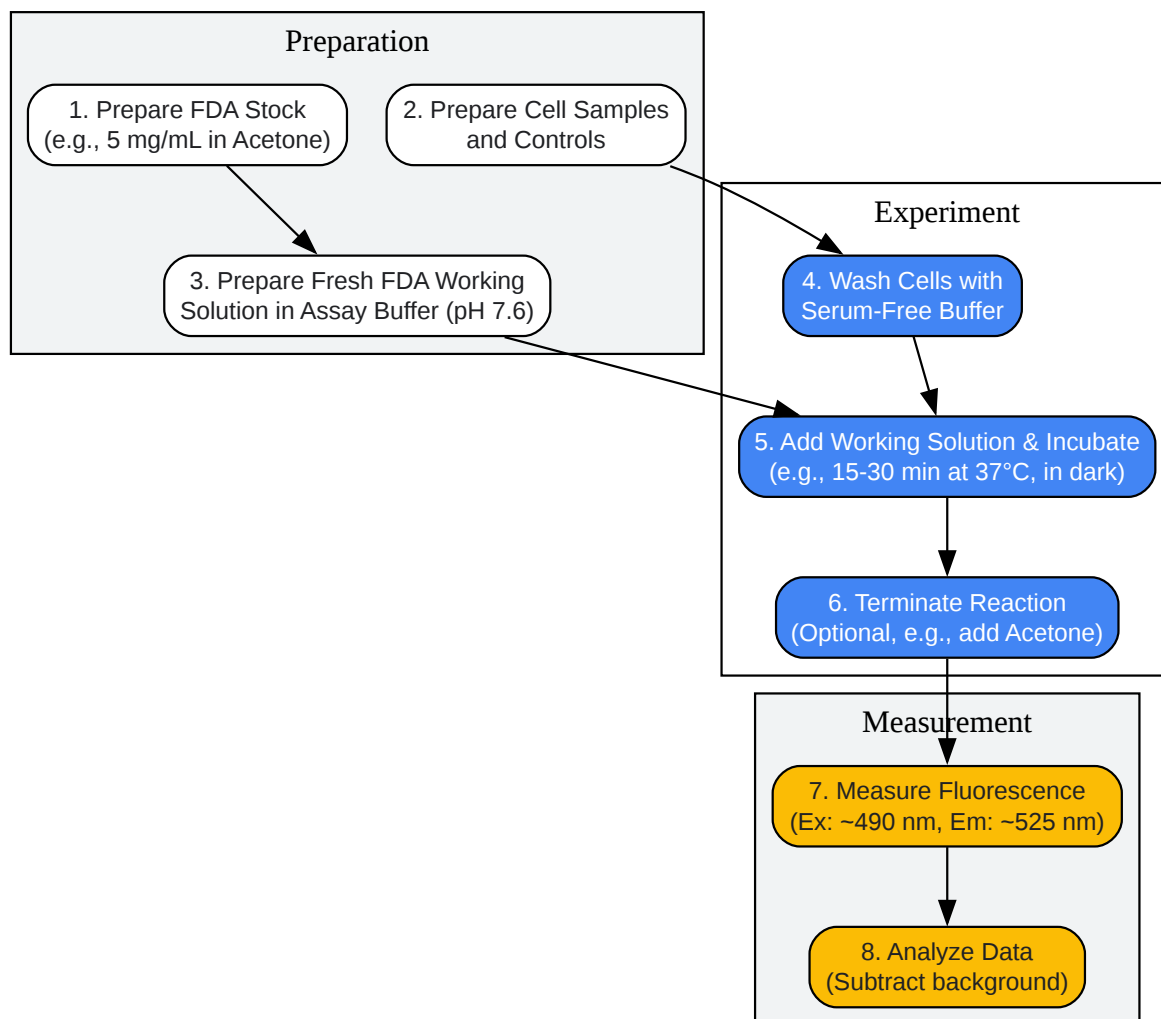 Preparation
1. Prepare FDA Stock
(e.g., 5 mg/mL in Acetone)
2. Prepare Cell Samples
and Controls
3. Prepare Fresh FDA Working
Solution in Assay Buffer (pH 7.6)
Experiment
4. Wash Cells with
Serum-Free Buffer
5. Add Working Solution & Incubate
(e.g., 15-30 min at 37°C, in dark)
6. Terminate Reaction
(Optional, e.g., add Acetone)
Measurement
7. Measure Fluorescence
(Ex: ~490 nm, Em: ~525 nm)
8. Analyze Data
(Subtract background)